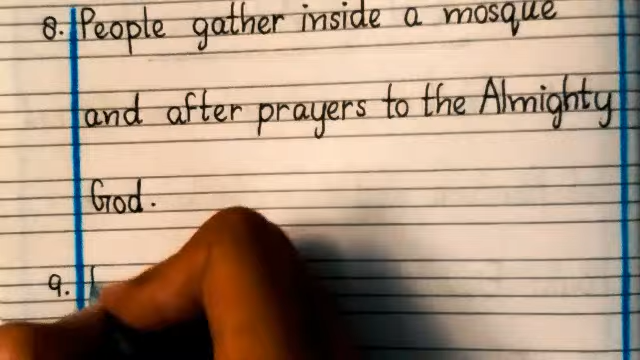 8. People gather inside a mosque
and after prayers to the Almighty
God.
9.